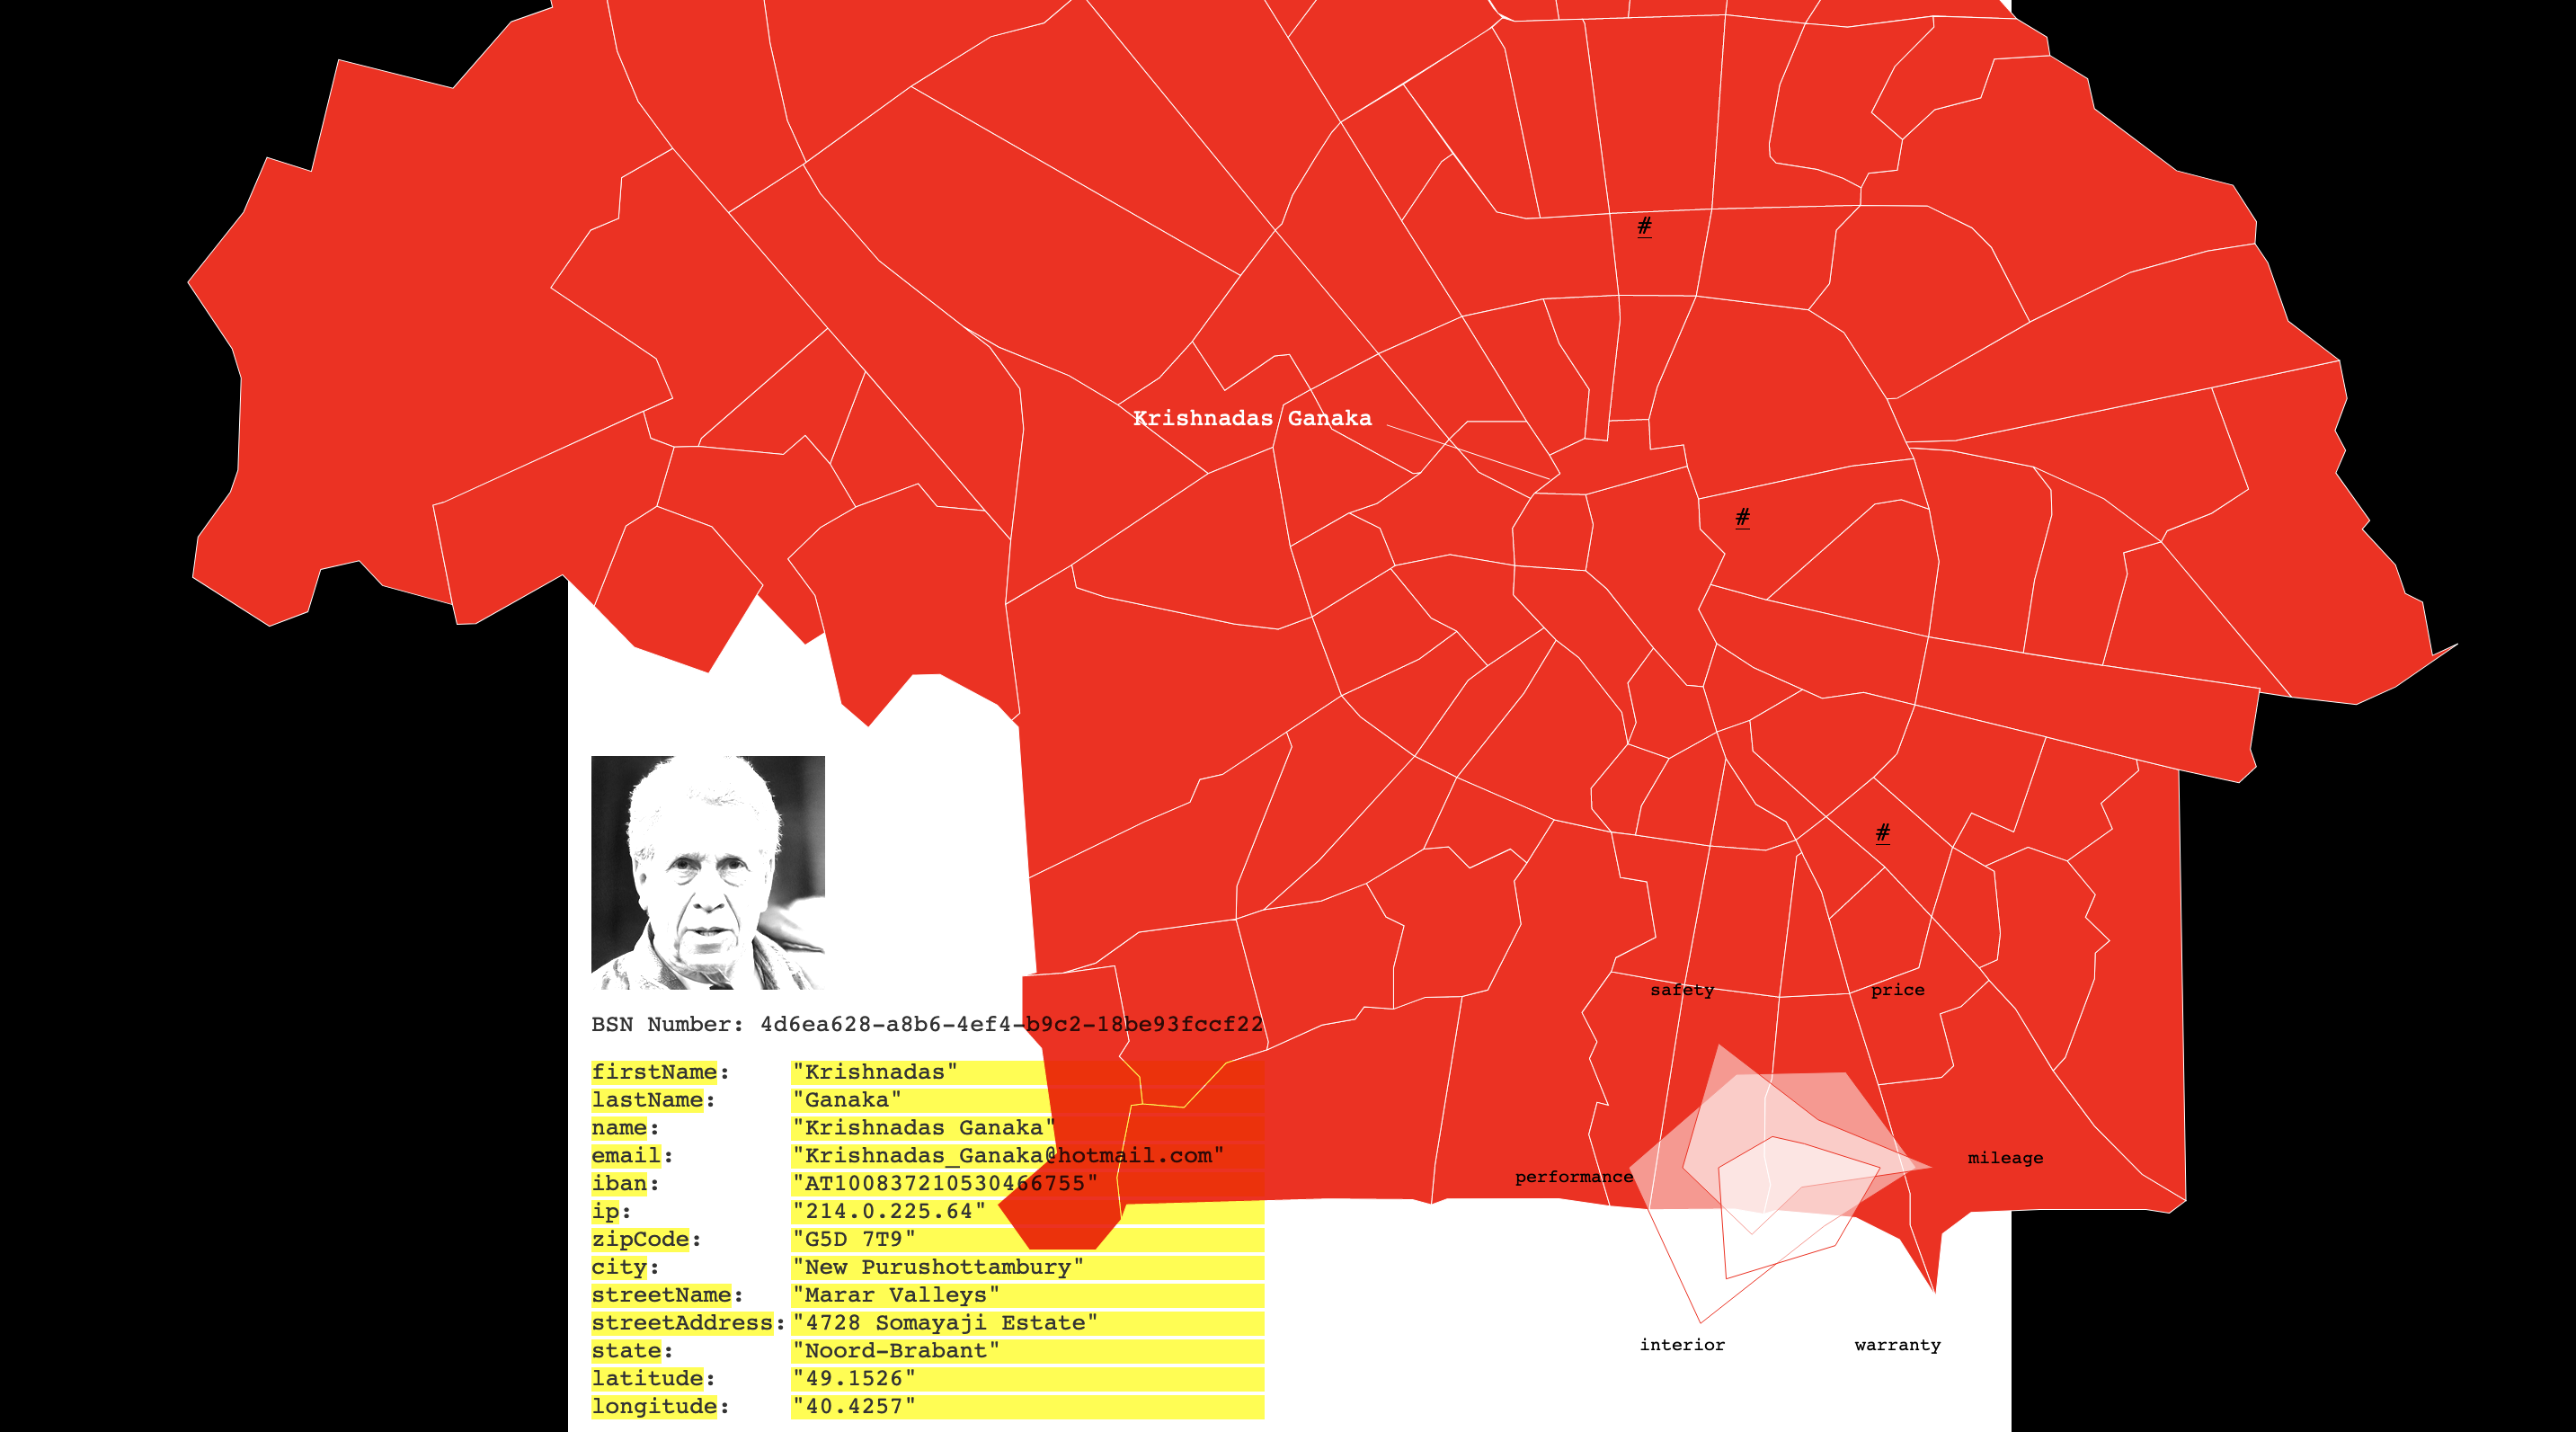 #
Krishnadas Ganaka
#
#
safety
price
mileage
performance
interior
warranty
BSN Number: 4d6ea628-a8b6-4ef4-b9c2-18be93fccf22
firstName: "Krishnadas"
lastName: "Ganaka"
name: "Krishnadas Ganaka"
email: "Krishnadas_Ganaka@hotmail.com"
iban: "AT100837210530466755"
ip: "214.0.225.64"
zipCode: "G5D 7T9"
city: "New Purushottambury"
streetName: "Marar Valleys"
streetAddress: "4728 Somayaji Estate"
state: "Noord-Brabant"
latitude: "49.1526"
longitude: "40.4257"